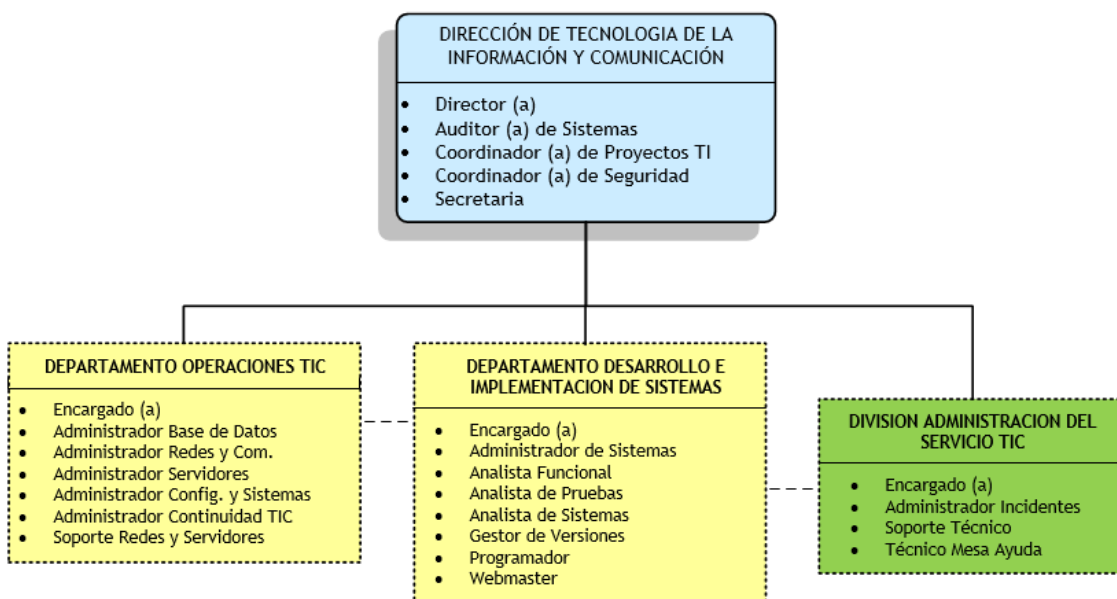 DIRECCIÓN DE TECNOLOGIA DE LA
INFORMACIÓN Y COMUNICACIÓN
• Director (a)
• Auditor (a) de Sistemas
• Coordinador (a) de Proyectos TI
• Coordinador (a) de Seguridad
• Secretaria
DEPARTAMENTO OPERACIONES TIC
• Encargado (a)
• Administrador Base de Datos
• Administrador Redes y Com.
• Administrador Servidores
• Administrador Config. y Sistemas
• Administrador Continuidad TIC
• Soporte Redes y Servidores
DEPARTAMENTO DESARROLLO E
IMPLEMENTACION DE SISTEMAS
• Encargado (a)
• Administrador de Sistemas
• Analista Funcional
• Analista de Pruebas
• Analista de Sistemas
• Gestor de Versiones
• Programador
• Webmaster
DIVISION ADMINISTRACION DEL
SERVICIO TIC
• Encargado (a)
• Administrador Incidentes
• Soporte Técnico
• Técnico Mesa Ayuda